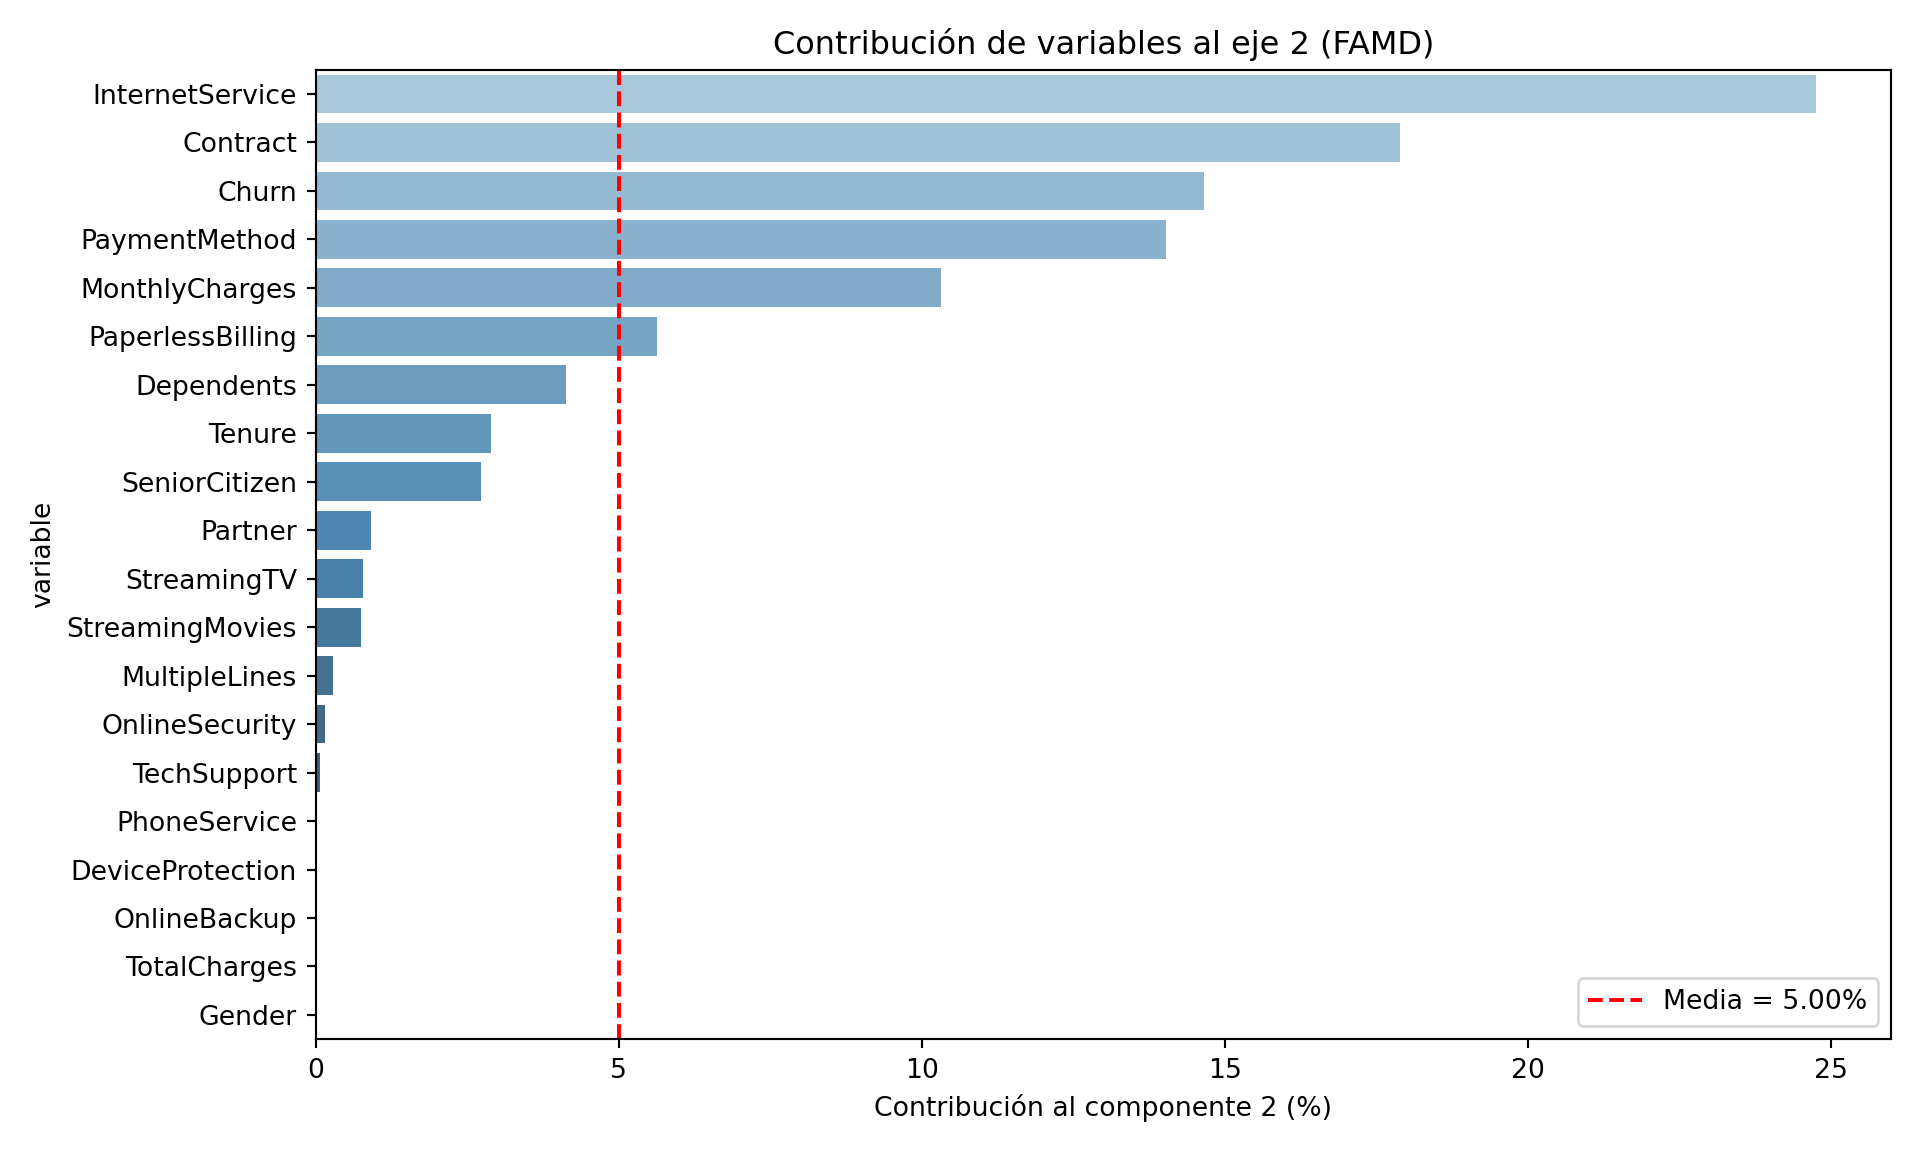 Contribución de variables al eje 2 (FAMD)
InternetService
Contract
Churn
PaymentMethod
MonthlyCharges
PaperlessBilling
Dependents
Tenure
SeniorCitizen
Partner
StreamingTV
StreamingMovies
MultipleLines
OnlineSecurity
TechSupport
PhoneService
DeviceProtection
OnlineBackup
TotalCharges
Gender
variable
Media = 5.00%
0 5 10 15 20 25
Contribución al componente 2 (%)